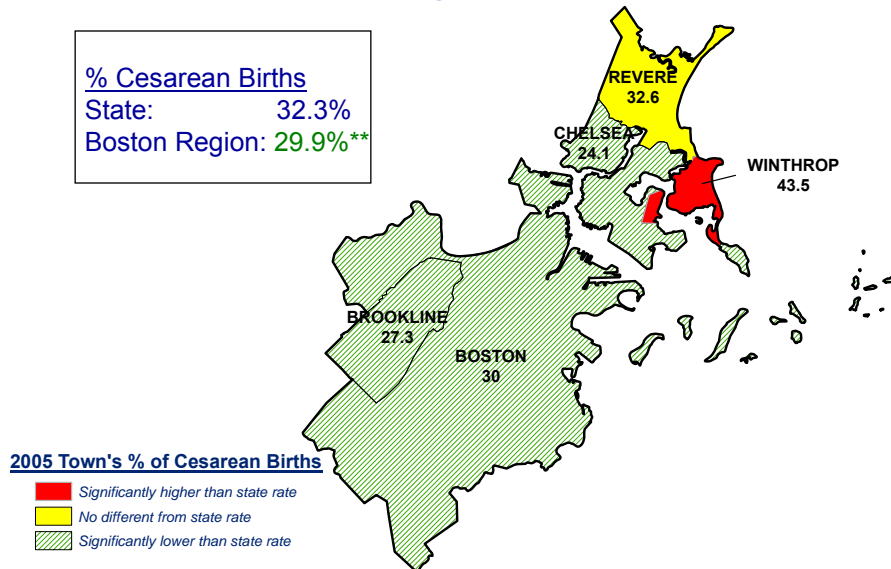 % Cesarean Births
State: 32.3%
Boston Region: 29.9%**
REVERE
32.6
CHELSEA
24.1
WINTHROP
43.5
BROOKLINE
27.3
BOSTON
30
2005 Town's % of Cesarean Births
Significantly higher than state rate
No different from state rate
Significantly lower than state rate